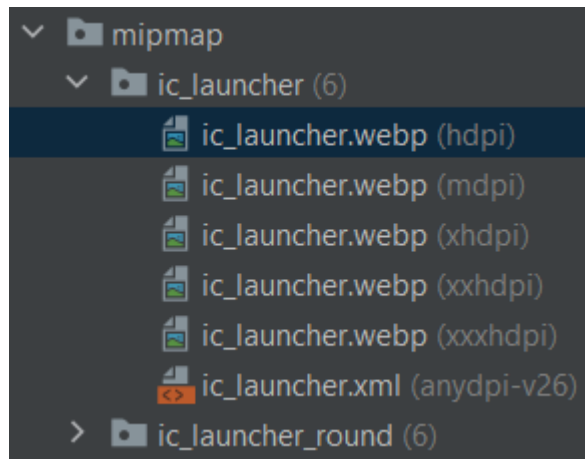 mipmap
ic_launcher (6)
ic_launcher.webp (hdpi)
ic_launcher.webp (mdpi)
ic_launcher.webp (xhdpi)
ic_launcher.webp (xxhdpi)
ic_launcher.webp (xxxhdpi)
ic_launcher.xml (anydpi-v26)
ic_launcher_round (6)